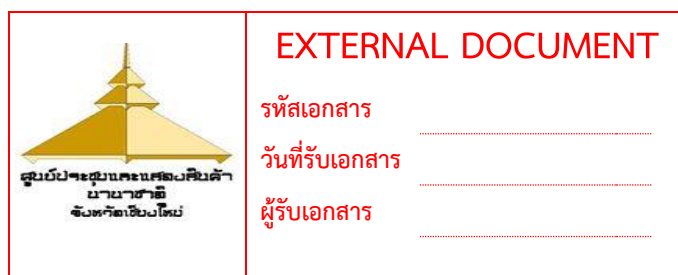 EXTERNAL DOCUMENT
รหัสเอกสาร
วันที่รับเอกสาร
ผู้รับเอกสาร
ศูนย์ประชุมและแสดงสินค้า
นานาชาติ
จังหวัดเชียงใหม่